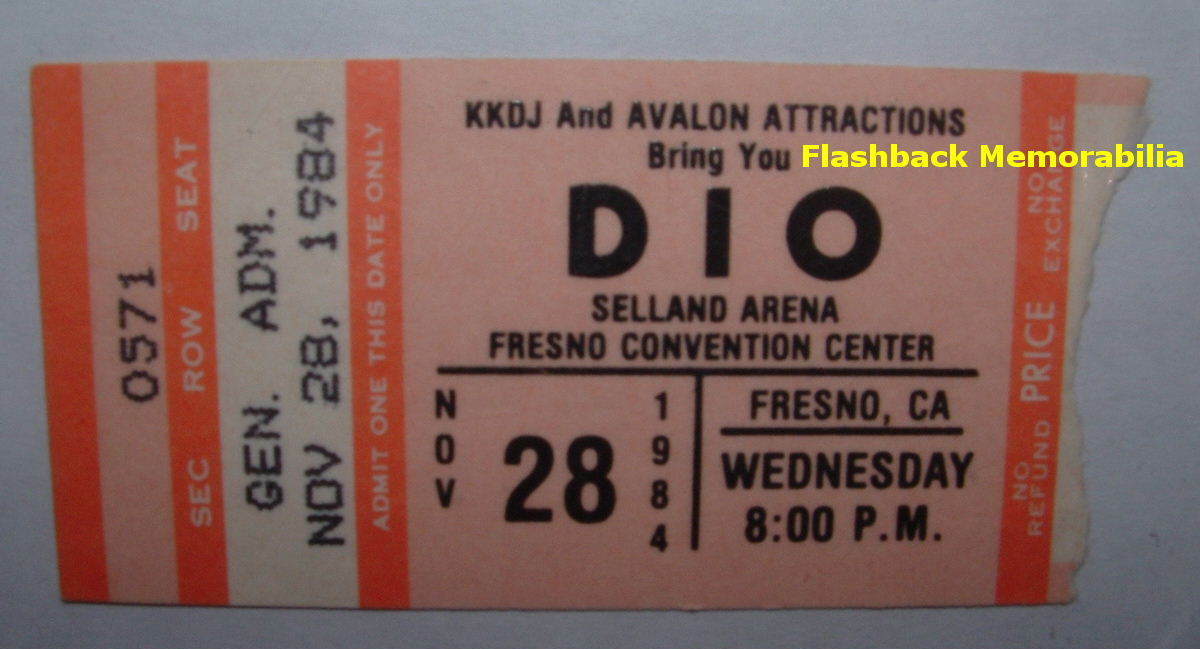 0571
SEC ROW SEAT
GEN. ADM.
NOV 28, 1984
ADMIT ONE THIS DATE ONLY
KKDJ And AVALON ATTRACTIONS
Bring You
Flashback Memorabilia
DIO
SELLAND ARENA
FRESNO CONVENTION CENTER
NOV
28
1984
FRESNO, CA
WEDNESDAY
8:00 P.M.
NO REFUND
PRICE
NO EXCHANGE